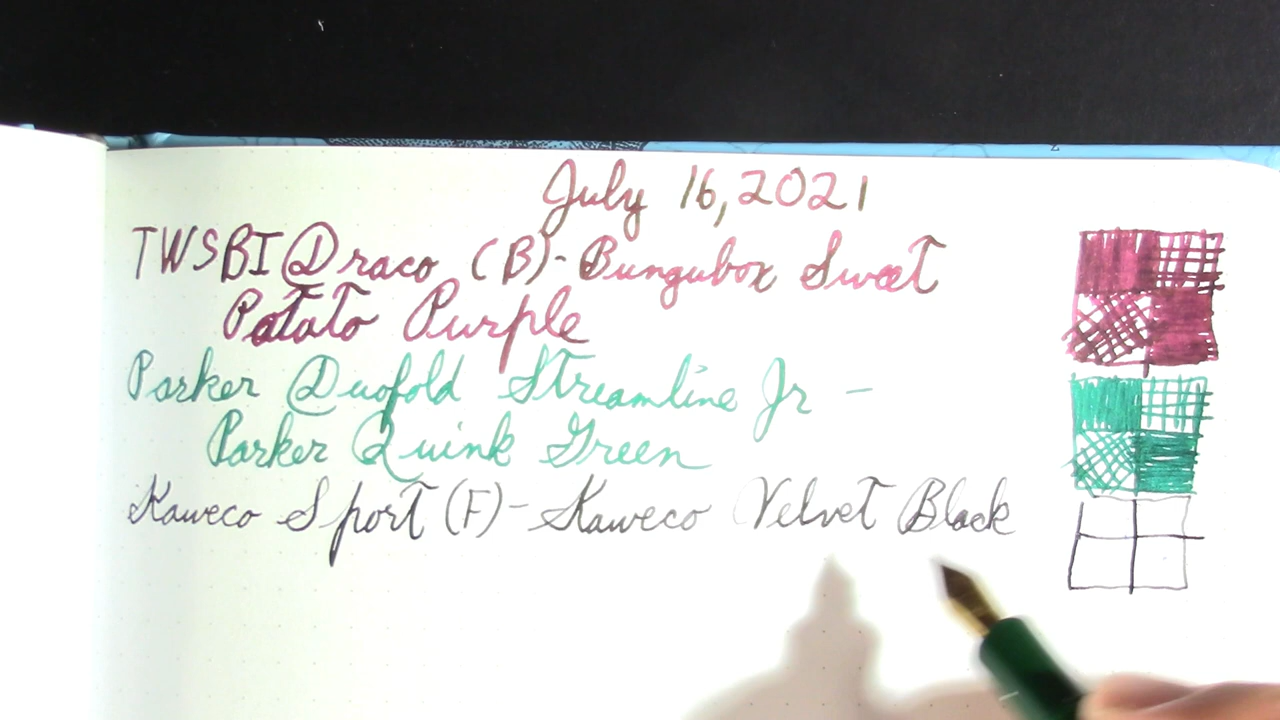 July 16, 2021
TWSBI Draco (B)- Bungubox Sweet
Potato Purple
Parker Duofold Streamline Jr -
Parker Quink Green
Kaweco Sport (F)- Kaweco Velvet Black